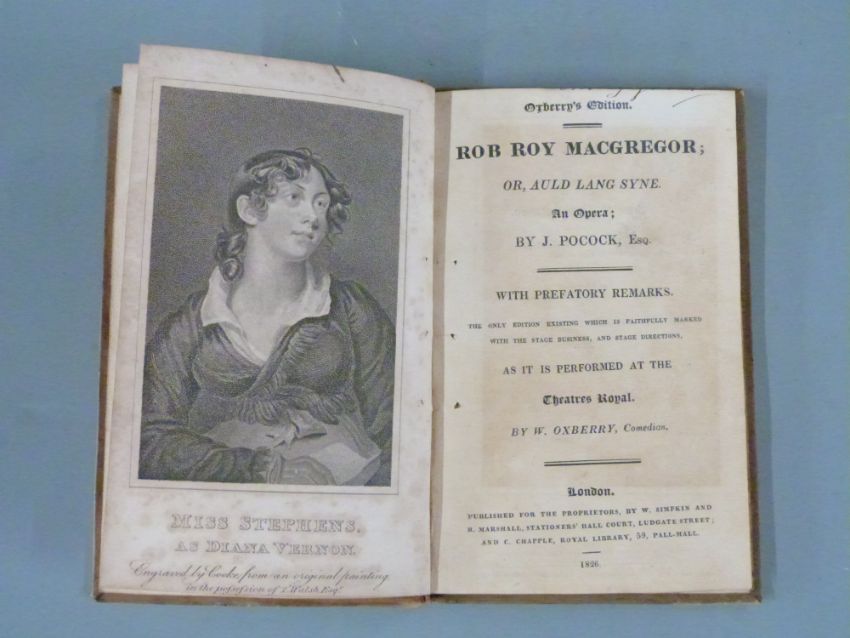 MISS STEPHENS.
AS DIANA VERNON.
Engraved by Cooke, from an original painting
in the possession of T. Walsh Esqr.
Oxberry's Edition.
ROB ROY MACGREGOR;
OR, AULD LANG SYNE.
An Opera;
BY J. POCOCK, Esq.
WITH PREFATORY REMARKS.
THE ONLY EDITION EXISTING WHICH IS FAITHFULLY MARKED
WITH THE STAGE BUSINESS, AND STAGE DIRECTIONS,
AS IT IS PERFORMED AT THE
Theatres Royal.
BY W. OXBERRY, Comedian.
London.
PUBLISHED FOR THE PROPRIETORS, BY W. SIMPKIN AND
R. MARSHALL, STATIONERS' HALL COURT, LUDGATE STREET;
AND C. CHAPPLE, ROYAL LIBRARY, 59, PALL-MALL.
1826.